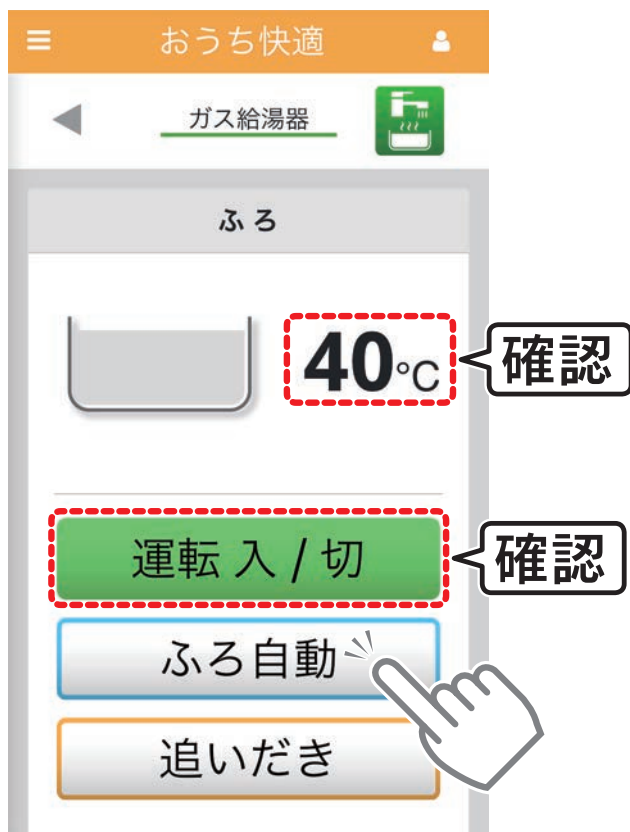 おうち快適
ガス給湯器
ふろ
40℃
確認
運転 入 / 切
確認
ふろ自動
追いだき